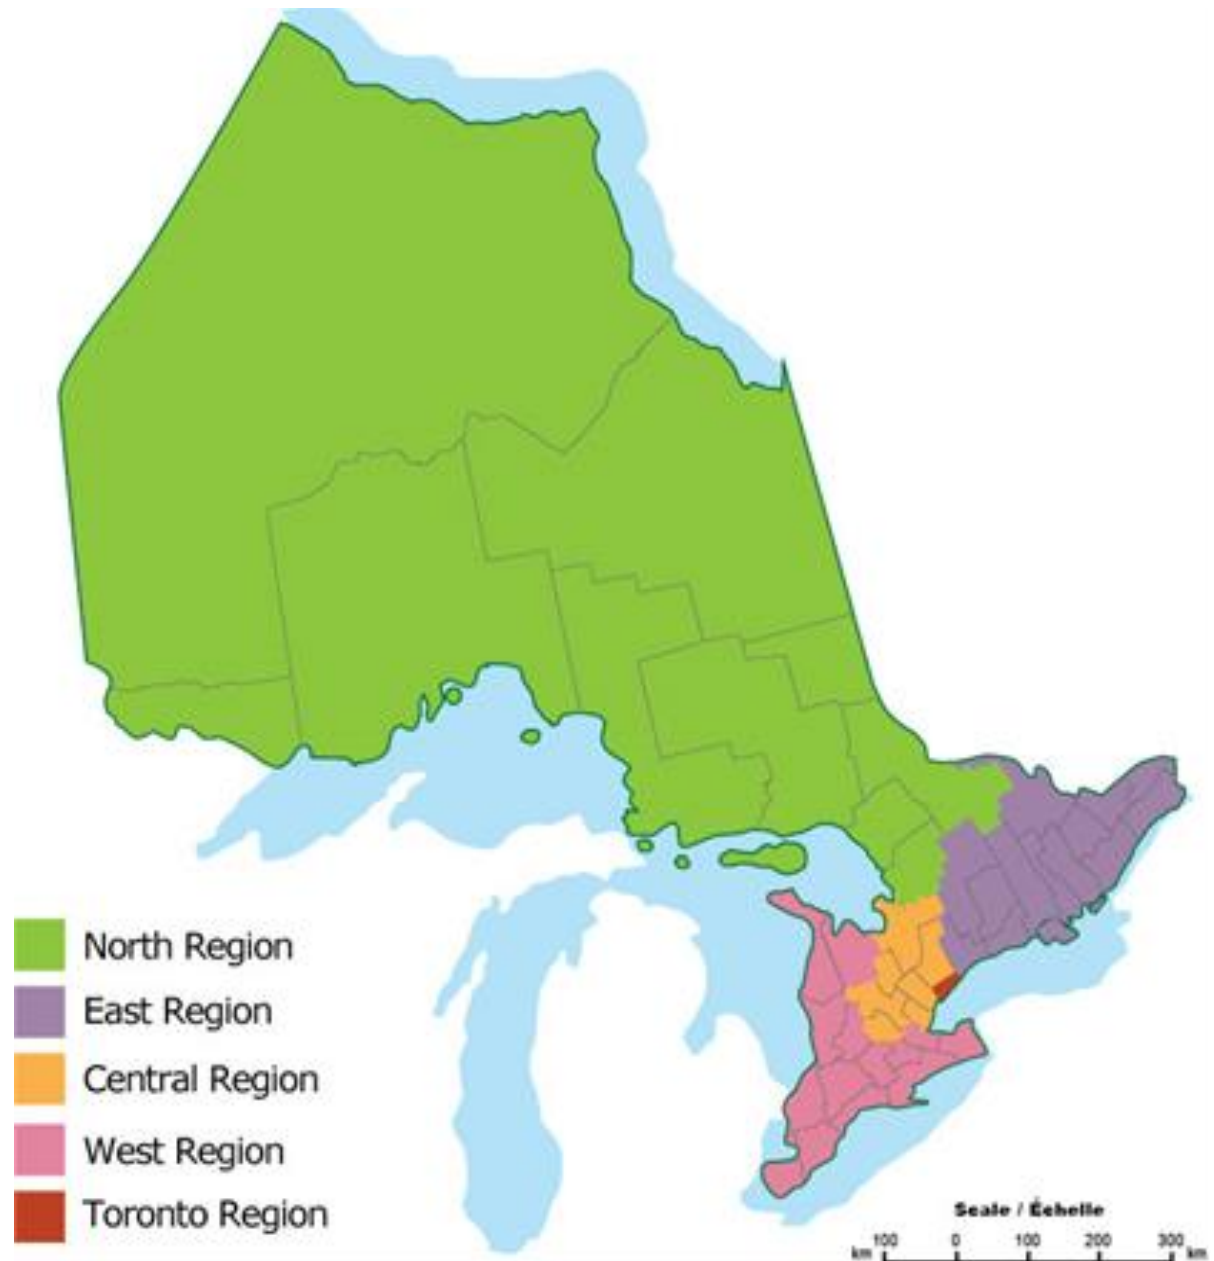 North Region
East Region
Central Region
West Region
Toronto Region
Scale / Échelle
km 100 0 100 200 300 km